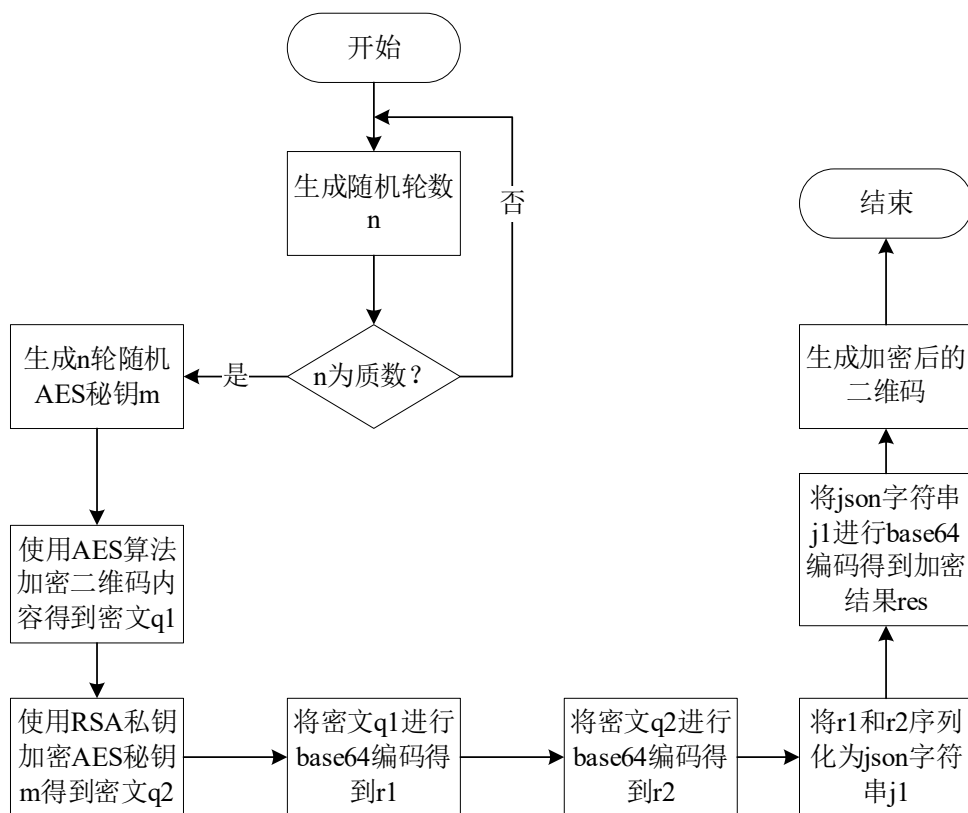 开始
生成随机轮数
n
否
n为质数？
是
生成n轮随机
AES秘钥m
使用AES算法
加密二维码内
容得到密文q1
使用RSA私钥
加密AES秘钥
m得到密文q2
将密文q1进行
base64编码得
到r1
将密文q2进行
base64编码得
到r2
将r1和r2序列
化为json字符
串j1
将json字符串
j1进行base64
编码得到加密
结果res
生成加密后的
二维码
结束